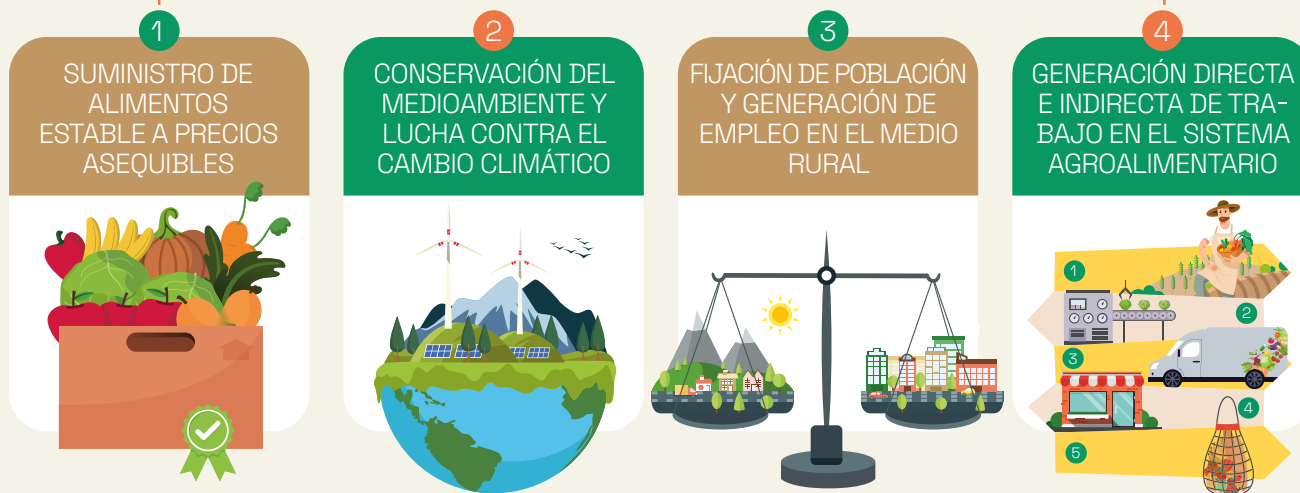 1
SUMINISTRO DE
ALIMENTOS
ESTABLE A PRECIOS
ASEQUIBLES
2
CONSERVACIÓN DEL
MEDIOAMBIENTE Y
LUCHA CONTRA EL
CAMBIO CLIMÁTICO
3
FIJACIÓN DE POBLACIÓN
Y GENERACIÓN DE
EMPLEO EN EL MEDIO
RURAL
4
GENERACIÓN DIRECTA
E INDIRECTA DE TRA-
BAJO EN EL SISTEMA
AGROALIMENTARIO
1
2
3
4
5